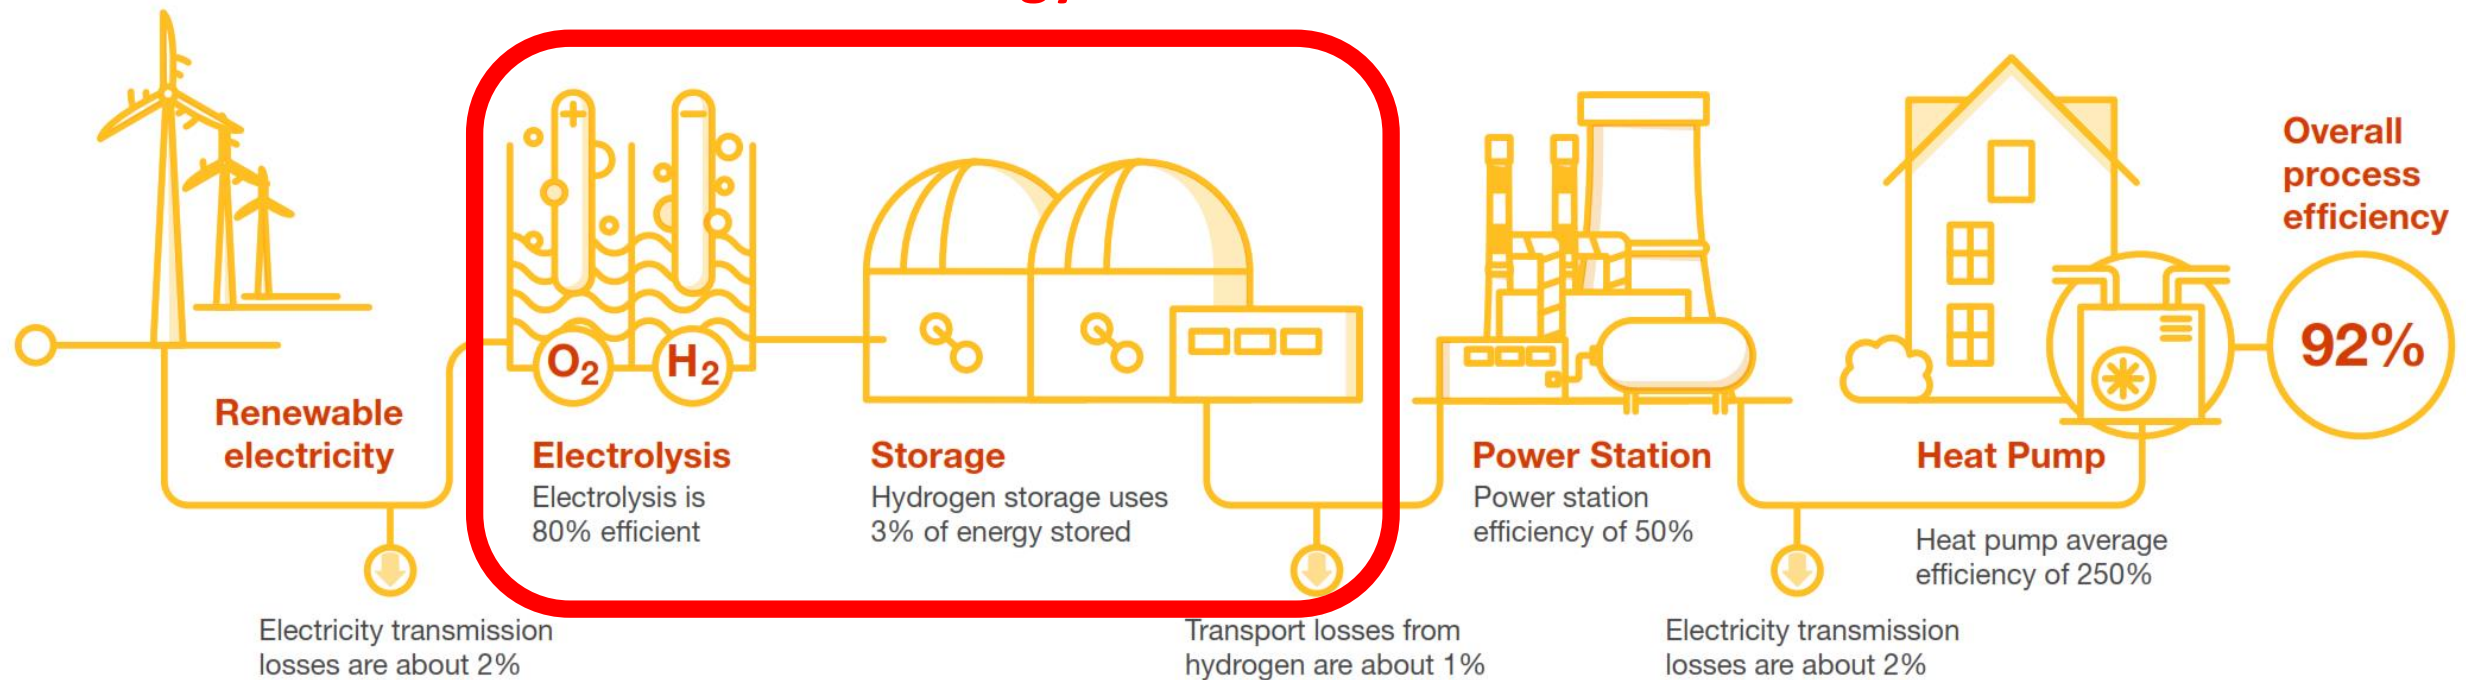 Renewable
electricity
Electricity transmission
losses are about 2%
+
−
O2
H2
Electrolysis
Electrolysis is
80% efficient
Storage
Hydrogen storage uses
3% of energy stored
Transport losses from
hydrogen are about 1%
Power Station
Power station
efficiency of 50%
Electricity transmission
losses are about 2%
Heat Pump
Heat pump average
efficiency of 250%
Overall
process
efficiency
92%